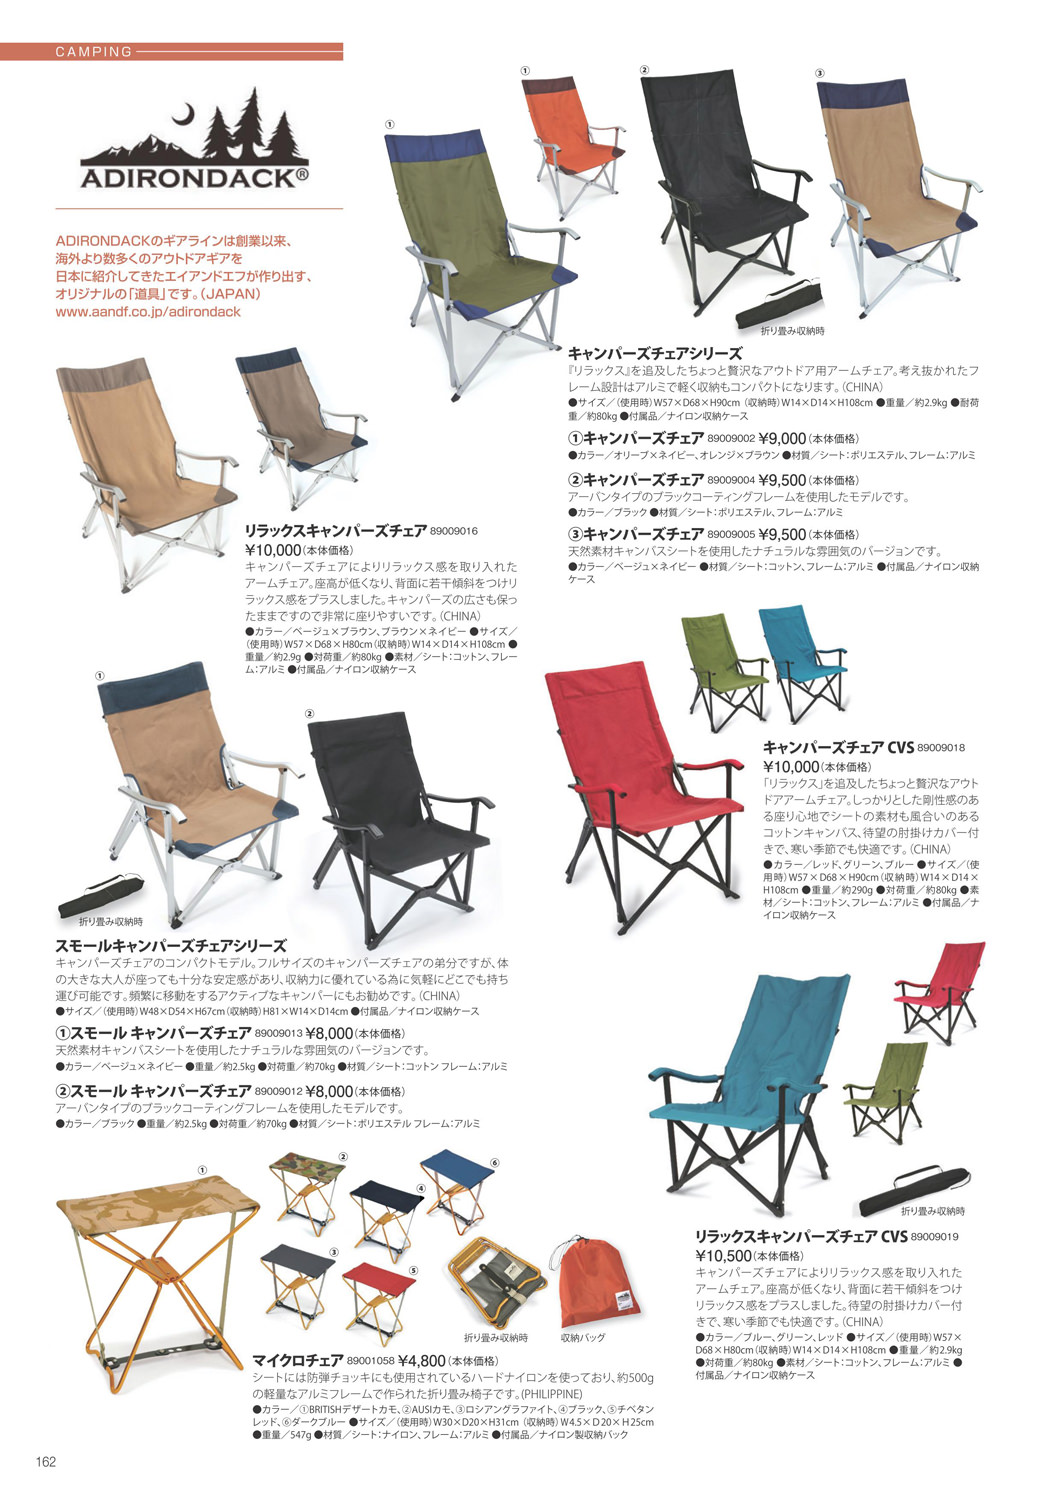 CAMPING
ADIRONDACK®
ADIRONDACKのギアラインは創業以来、
海外より数多くのアウトドアギアを
日本に紹介してきたエイアンドエフが作り出す、
オリジナルの「道具」です。（JAPAN）
www.aandf.co.jp/adirondack
①
①
②
③
折り畳み収納時
キャンパーズチェアシリーズ
『リラックス』を追及したちょっと贅沢なアウトドア用アームチェア。考え抜かれたフ
レーム設計はアルミで軽く収納もコンパクトになります。（CHINA）
●サイズ／（使用時）W57×D68×H90cm （収納時）W14×D14×H108cm ●重量／約2.9kg ●耐荷
重／約80kg ●付属品／ナイロン収納ケース
①キャンパーズチェア 89009002 ¥9,000（本体価格）
●カラー／オリーブ×ネイビー、オレンジ×ブラウン ●材質／シート：ポリエステル、フレーム：アルミ
②キャンパーズチェア 89009004 ¥9,500（本体価格）
アーバンタイプのブラックコーティングフレームを使用したモデルです。
●カラー／ブラック ●材質／シート：ポリエステル、フレーム：アルミ
③キャンパーズチェア 89009005 ¥9,500（本体価格）
天然素材キャンバスシートを使用したナチュラルな雰囲気のバージョンです。
●カラー／ベージュ×ネイビー ●材質／シート：コットン、フレーム：アルミ ●付属品／ナイロン収納
ケース
リラックスキャンパーズチェア 89009016
¥10,000（本体価格）
キャンパーズチェアによりリラックス感を取り入れた
アームチェア。座高が低くなり、背面に若干傾斜をつけリ
ラックス感をプラスしました。キャンパーズの広さも保っ
たままですので非常に座りやすいです。（CHINA）
●カラー／ベージュ×ブラウン、ブラウン×ネイビー ●サイズ／
（使用時）W57×D68×H80cm（収納時）W14×D14×H108cm ●
重量／約2.9g ●対荷重／約80kg ●素材／シート：コットン、フレー
ム：アルミ ●付属品／ナイロン収納ケース
①
②
折り畳み収納時
スモールキャンパーズチェアシリーズ
キャンパーズチェアのコンパクトモデル。フルサイズのキャンパーズチェアの弟分ですが、体
の大きな大人が座っても十分な安定感があり、収納力に優れている為に気軽にどこでも持ち
運び可能です。頻繁に移動をするアクティブなキャンパーにもお勧めです。（CHINA）
●サイズ／（使用時）W48×D54×H67cm（収納時）H81×W14×D14cm ●付属品／ナイロン収納ケース
①スモール キャンパーズチェア 89009013 ¥8,000（本体価格）
天然素材キャンバスシートを使用したナチュラルな雰囲気のバージョンです。
●カラー／ベージュ×ネイビー ●重量／約2.5kg ●対荷重／約70kg ●材質／シート：コットン フレーム：アルミ
②スモール キャンパーズチェア 89009012 ¥8,000（本体価格）
アーバンタイプのブラックコーティングフレームを使用したモデルです。
●カラー／ブラック ●重量／約2.5kg ●対荷重／約70kg ●材質／シート：ポリエステル フレーム：アルミ
キャンパーズチェア CVS 89009018
¥10,000（本体価格）
「リラックス」を追及したちょっと贅沢なアウト
ドアアームチェア。しっかりとした剛性感のあ
る座り心地でシートの素材も風合いのある
コットンキャンバス、待望の肘掛けカバー付
きで、寒い季節でも快適です。（CHINA）
●カラー／レッド、グリーン、ブルー ●サイズ／（使
用時）W57×D68×H90cm（収納時）W14×D14×
H108cm ●重量／約290g ●対荷重／約80kg ●素
材／シート：コットン、フレーム：アルミ ●付属品／ナ
イロン収納ケース
折り畳み収納時
リラックスキャンパーズチェア CVS 89009019
¥10,500（本体価格）
キャンパーズチェアによりリラックス感を取り入れた
アームチェア。座高が低くなり、背面に若干傾斜をつけ
リラックス感をプラスしました。待望の肘掛けカバー付
きで、寒い季節でも快適です。（CHINA）
●カラー／ブルー、グリーン、レッド ●サイズ／（使用時）W57×
D68×H80cm（収納時）W14×D14×H108cm ●重量／約2.9kg
●対荷重／約80kg ●素材／シート：コットン、フレーム：アルミ ●
付属品／ナイロン収納ケース
①
②
⑥
④
③
⑤
折り畳み収納時
収納バッグ
マイクロチェア 89001058 ¥4,800（本体価格）
シートには防弾チョッキにも使用されているハードナイロンを使っており、約500g
の軽量なアルミフレームで作られた折り畳み椅子です。(PHILIPPINE)
●カラー／①BRITISHデザートカモ、②AUSIカモ、③ロシアングラファイト、④ブラック、⑤チベタン
レッド、⑥ダークブルー ●サイズ／（使用時）W30×D20×H31cm （収納時）W4.5×D20×H25cm
●重量／547g ●材質／シート：ナイロン、フレーム：アルミ ●付属品／ナイロン製収納バック
162